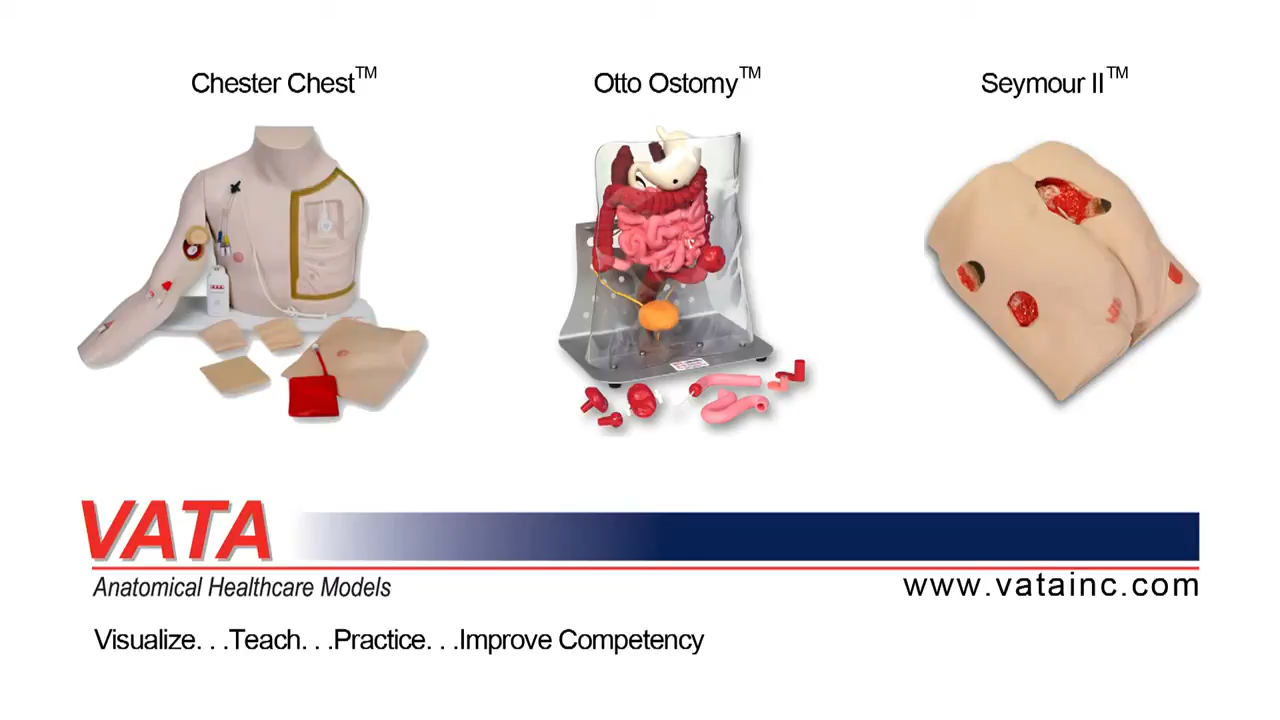 Chester Chest™
Otto Ostomy™
Seymour II™
VATA
Anatomical Healthcare Models
www.vatainc.com
Visualize. . .Teach. . .Practice. . .Improve Competency